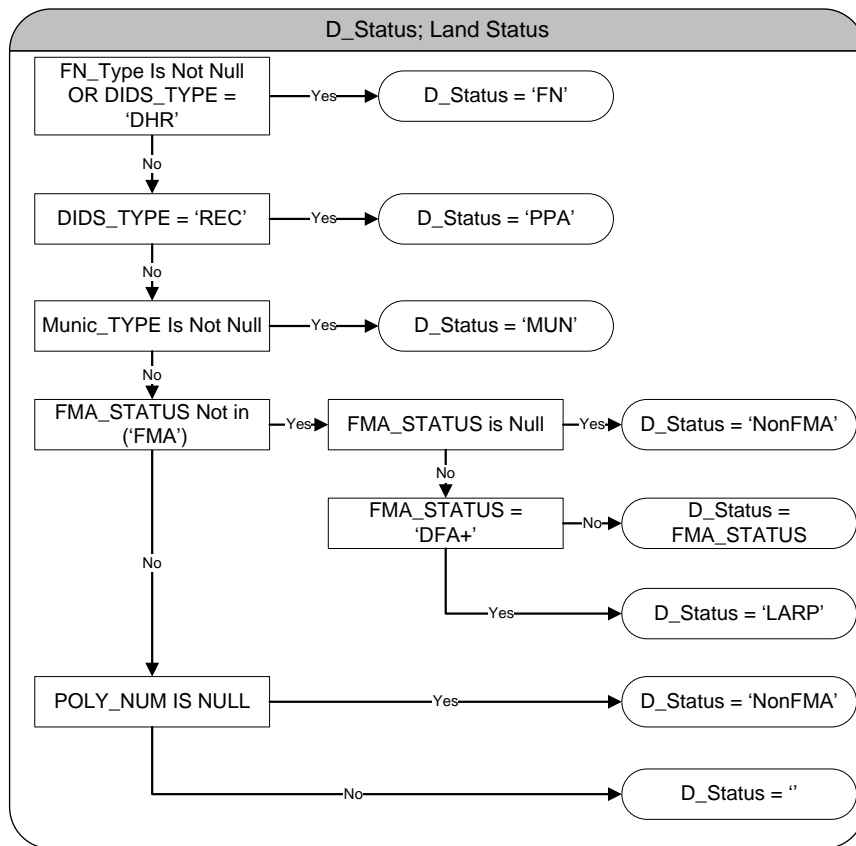 D_Status; Land Status
FN_Type Is Not Null
OR DIDS_TYPE =
‘DHR’
Yes
D_Status = ‘FN’
No
DIDS_TYPE = ‘REC’
Yes
D_Status = ‘PPA’
No
Munic_TYPE Is Not Null
Yes
D_Status = ‘MUN’
No
FMA_STATUS Not in
(‘FMA’)
Yes
FMA_STATUS is Null
Yes
D_Status = ‘NonFMA’
No
FMA_STATUS =
‘DFA+’
No
D_Status =
FMA_STATUS
Yes
D_Status = ‘LARP’
No
POLY_NUM IS NULL
Yes
D_Status = ‘NonFMA’
No
D_Status = ‘’